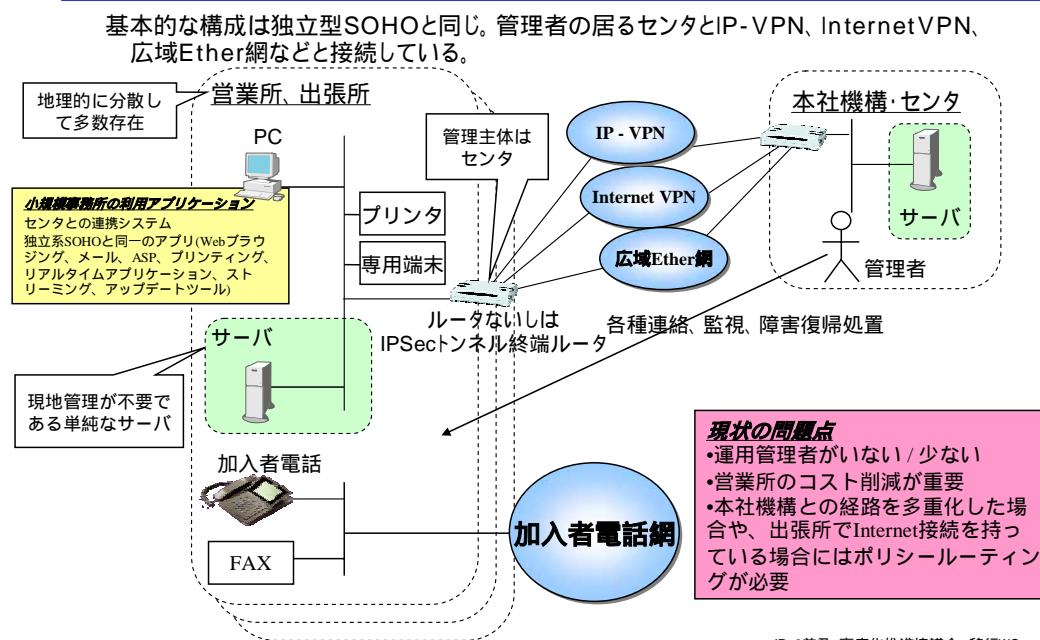 基本的な構成は独立型SOHOと同じ。管理者の居るセンタとIP-VPN、InternetVPN、
広域Ether網などと接続している。
地理的に分散し
て多数存在
営業所、出張所
PC
管理主体は
センタ
IP - VPN
Internet VPN
広域Ether網
本社機構・センタ
サーバ
管理者
小規模事務所の利用アプリケーション
センタとの連携システム
独立系SOHOと同一のアプリ(Webブラウ
ジング、メール、ASP、プリンティング、
リアルタイムアプリケーション、スト
リーミング、アップデートツール)
プリンタ
専用端末
ルータないしは
IPSecトンネル終端ルータ
各種連絡、監視、障害復帰処置
サーバ
現地管理が不要で
ある単純なサーバ
加入者電話
FAX
加入者電話網
現状の問題点
•運用管理者がいない / 少ない
•営業所のコスト削減が重要
•本社機構との経路を多重化した場
合や、出張所でInternet接続を持っ
ている場合にはポリシールーティン
グが必要